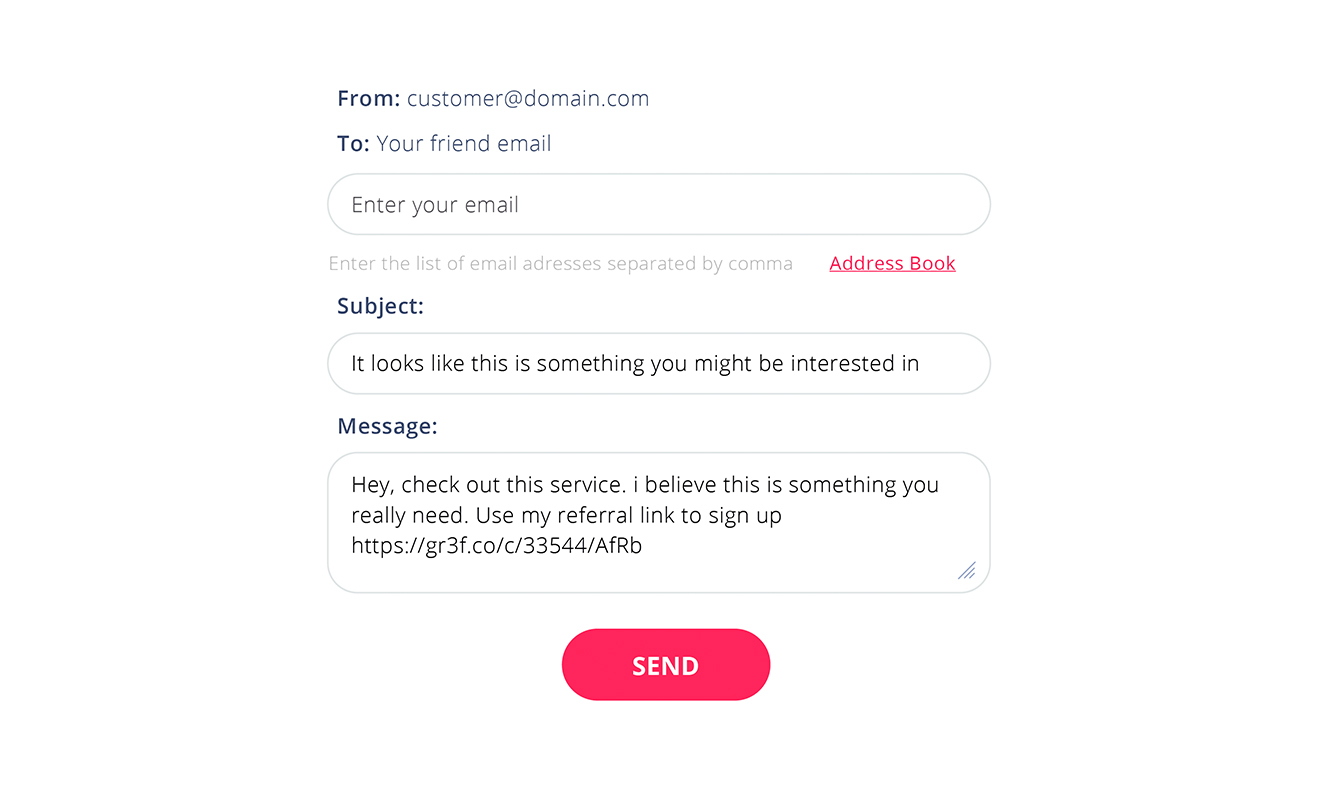 From: customer@domain.com
To: Your friend email
Enter your email
Enter the list of email adresses separated by comma Address Book
Subject:
It looks like this is something you might be interested in
Message:
Hey, check out this service. i believe this is something you
really need. Use my referral link to sign up
https://gr3f.co/c/33544/AfRb
SEND